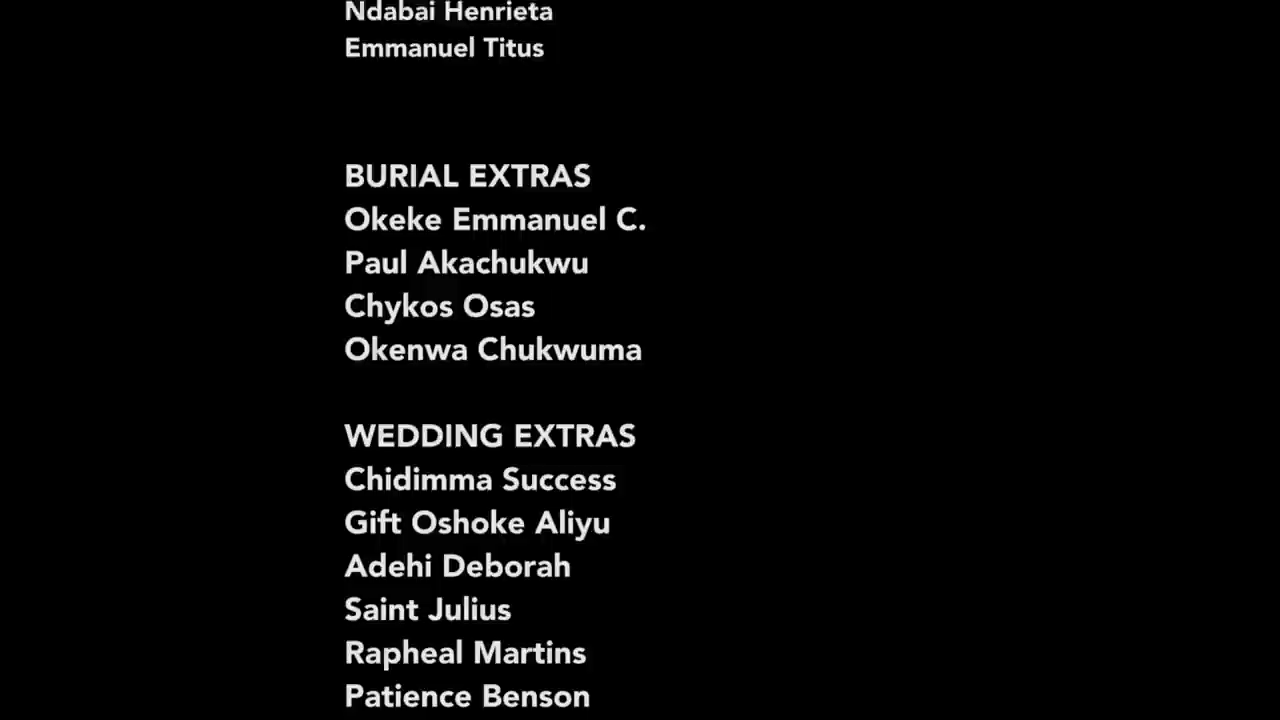 Ndabai Henrieta
Emmanuel Titus
BURIAL EXTRAS
Okeke Emmanuel C.
Paul Akachukwu
Chykos Osas
Okenwa Chukwuma
WEDDING EXTRAS
Chidimma Success
Gift Oshoke Aliyu
Adehi Deborah
Saint Julius
Rapheal Martins
Patience Benson